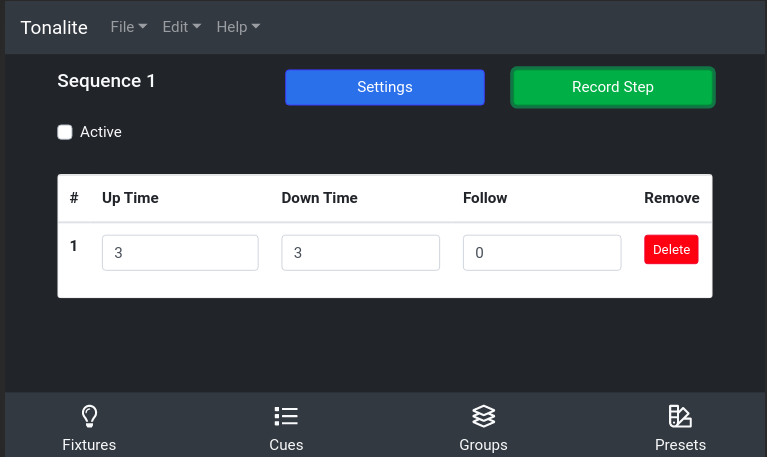 Tonalite File Edit Help
Sequence 1 Settings Record Step
Active
# Up Time Down Time Follow Remove
1 3 3 0 Delete
Fixtures Cues Groups Presets